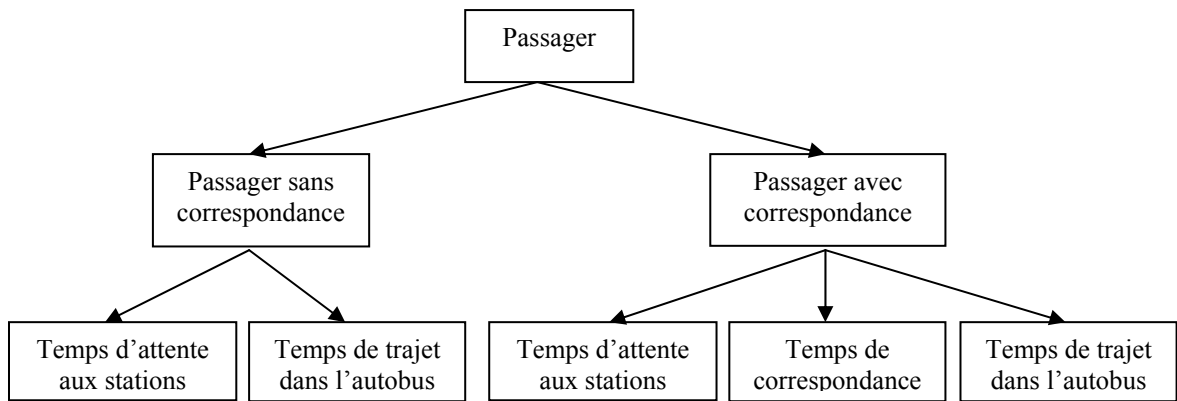 Passager
Passager sans
correspondance
Passager avec
correspondance
Temps d’attente
aux stations
Temps de trajet
dans l’autobus
Temps d’attente
aux stations
Temps de
correspondance
Temps de trajet
dans l’autobus